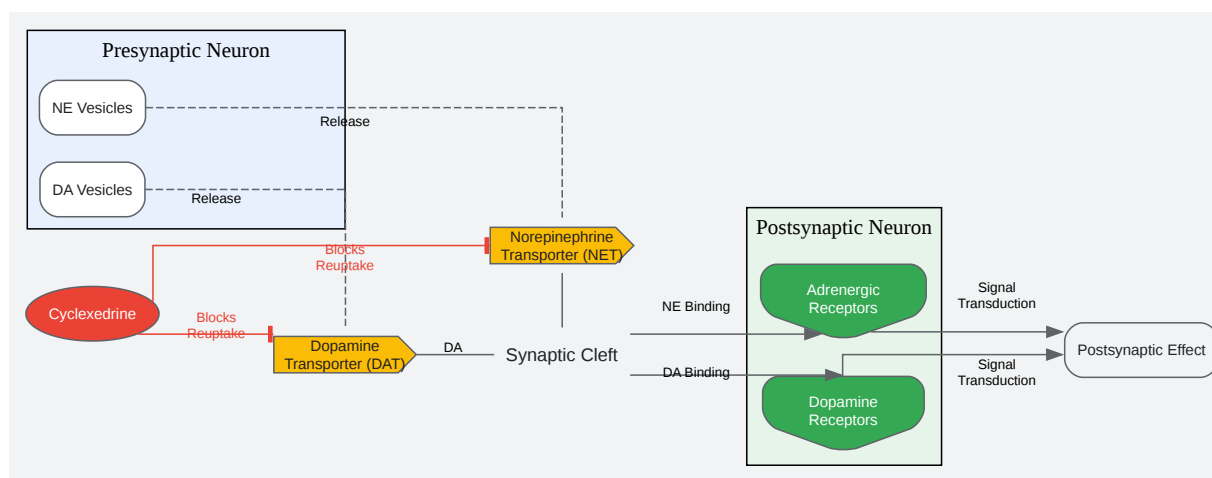 Presynaptic Neuron
NE Vesicles
Release
DA Vesicles
Release
Postsynaptic Neuron
Norepinephrine
Transporter (NET)
Blocks
Reuptake
Adrenergic
Receptors
Signal
Transduction
NE Binding
Cyclexedrine
Blocks
Reuptake
Dopamine
Transporter (DAT)
DA
Synaptic Cleft
Postsynaptic Effect
DA Binding
Signal
Transduction
Dopamine
Receptors